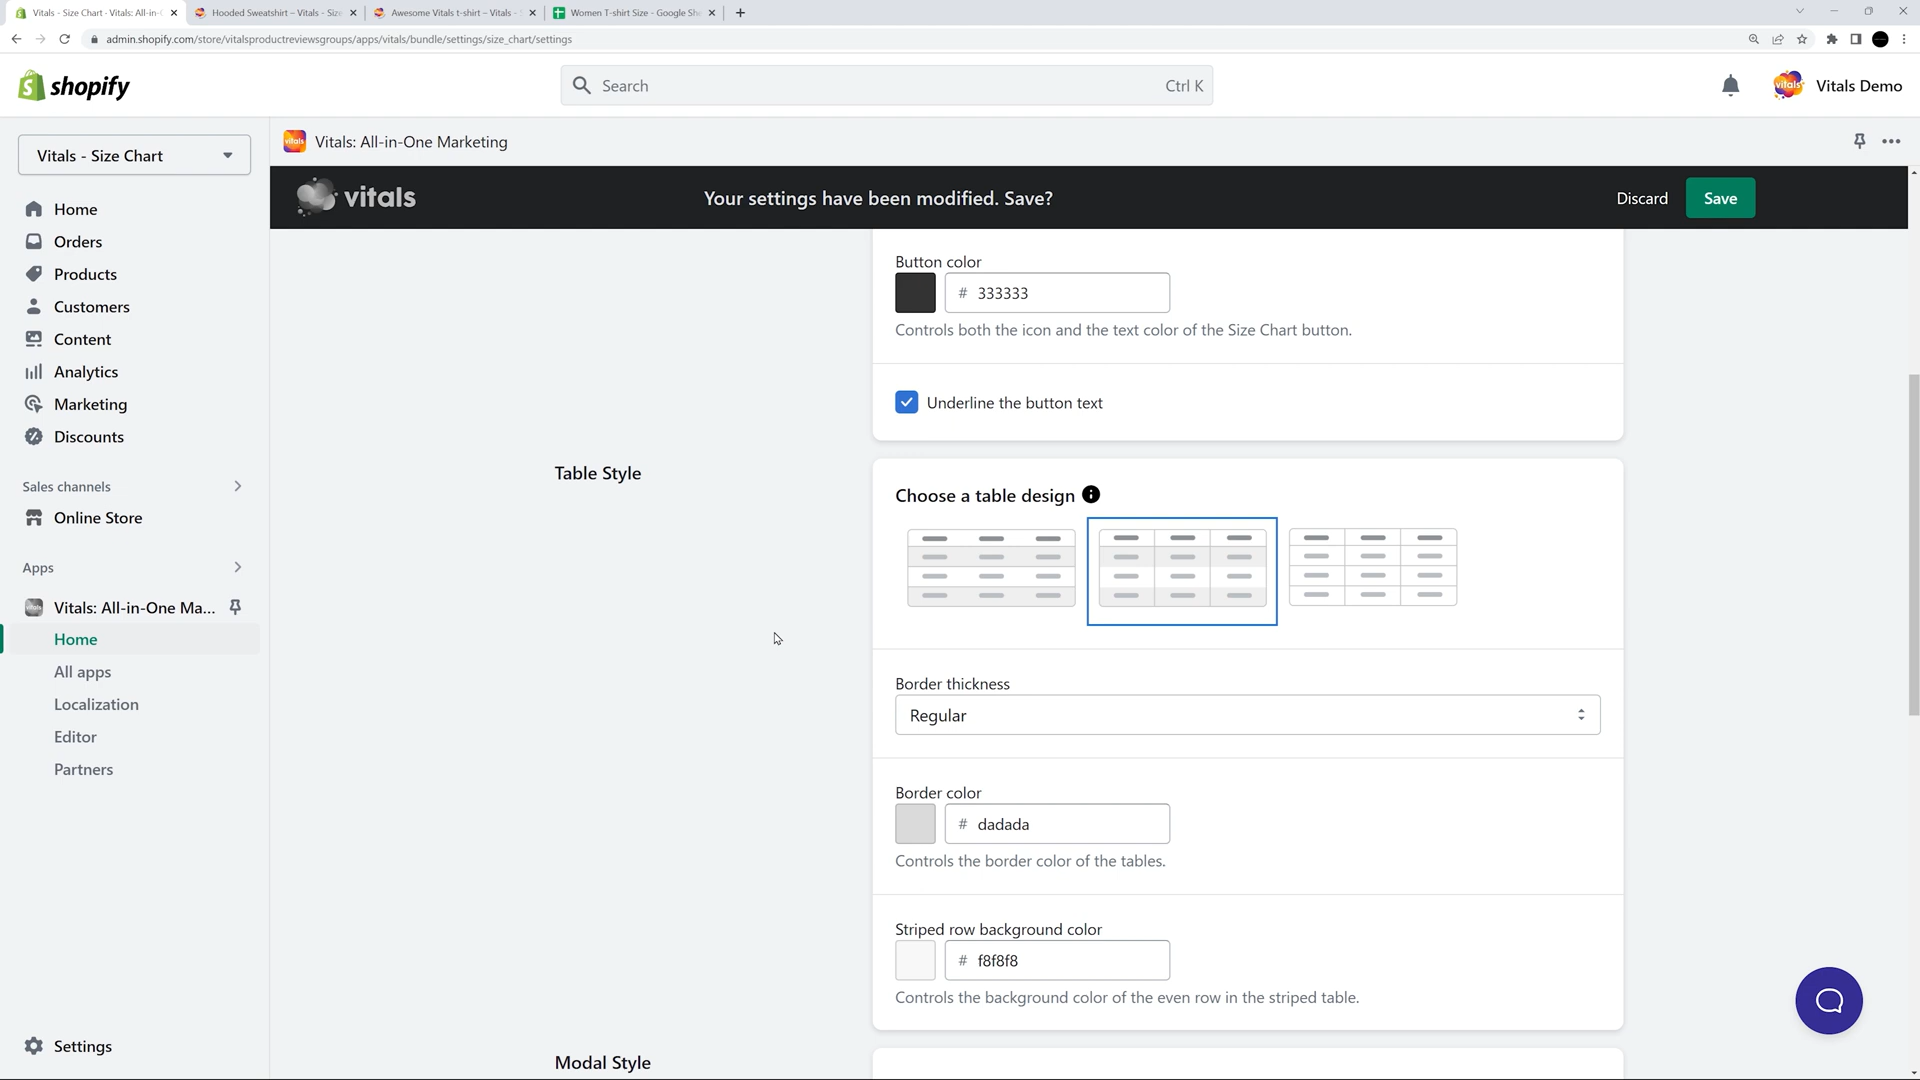 Vitals - Size Chart · Vitals: All-in-
Hooded Sweatshirt – Vitals - Size
Awesome Vitals t-shirt – Vitals -
Women T-shirt Size - Google She
admin.shopify.com/store/vitalsproductreviewsgroups/apps/vitals/bundle/settings/size_chart/settings
shopify
Search
Ctrl K
Vitals Demo
Vitals - Size Chart
Vitals: All-in-One Marketing
vitals
Your settings have been modified. Save?
Discard
Save
Home
Orders
Products
Customers
Content
Analytics
Marketing
Discounts
Sales channels
Online Store
Apps
Vitals: All-in-One Ma...
Home
All apps
Localization
Editor
Partners
Settings
Button color
# 333333
Controls both the icon and the text color of the Size Chart button.
Underline the button text
Table Style
Choose a table design
Border thickness
Regular
Border color
# dadada
Controls the border color of the tables.
Striped row background color
# f8f8f8
Controls the background color of the even row in the striped table.
Modal Style